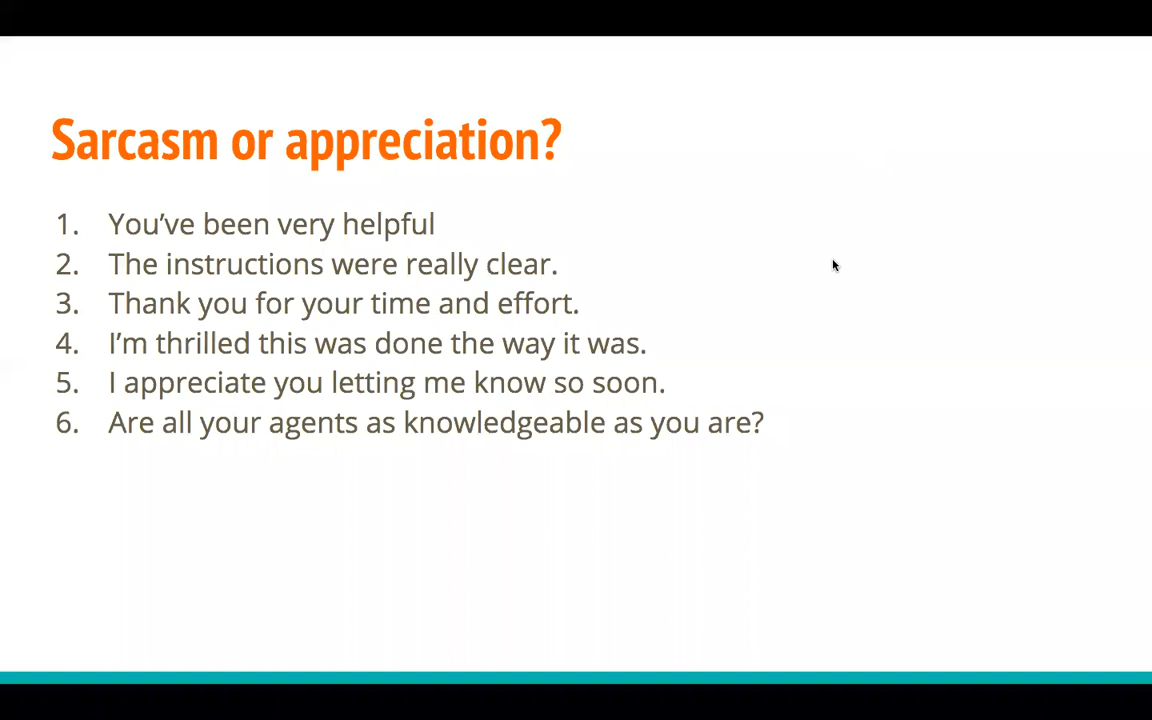 Sarcasm or appreciation?
1. You’ve been very helpful
2. The instructions were really clear.
3. Thank you for your time and effort.
4. I’m thrilled this was done the way it was.
5. I appreciate you letting me know so soon.
6. Are all your agents as knowledgeable as you are?